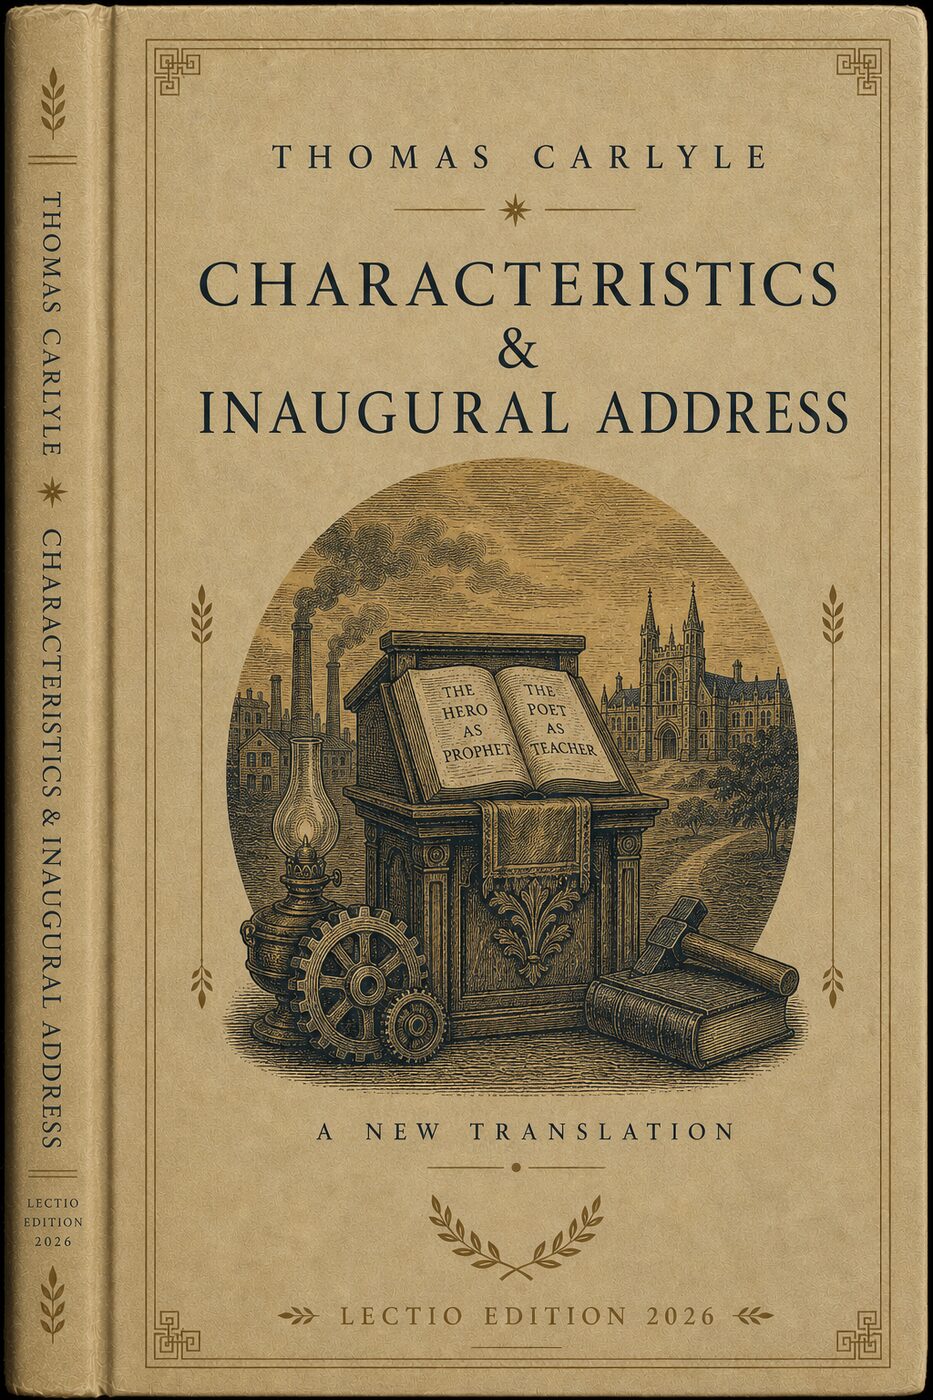 THOMAS CARLYLE
CHARACTERISTICS
&
INAUGURAL ADDRESS
THE
HERO
AS
PROPHET
THE
POET
AS
TEACHER
A NEW TRANSLATION
LECTIO EDITION 2026
THOMAS CARLYLE CHARACTERISTICS & INAUGURAL ADDRESS
LECTIO
EDITION
2026